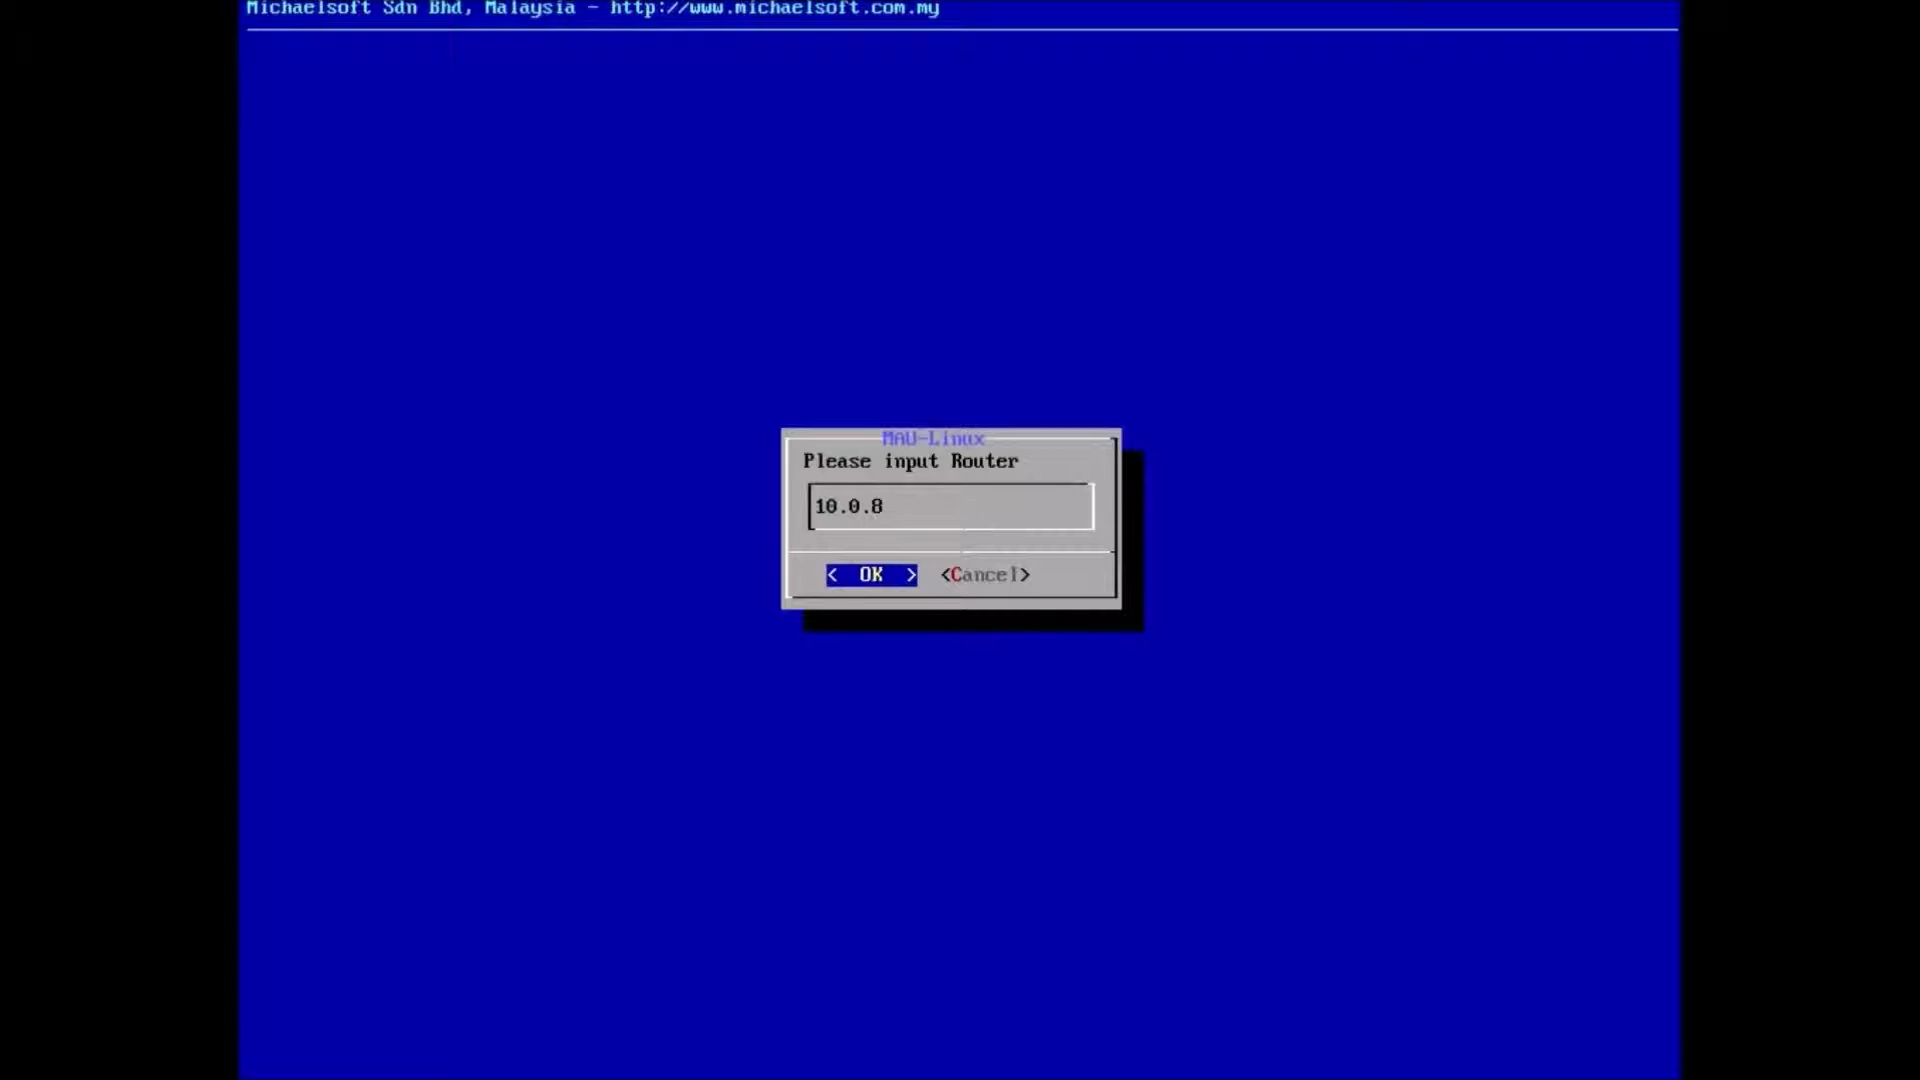 Michaelsoft Sdn Bhd, Malaysia - http://www.michaelsoft.com.my
MAU-Linux
Please input Router
10.0.8
< OK > <Cancel>